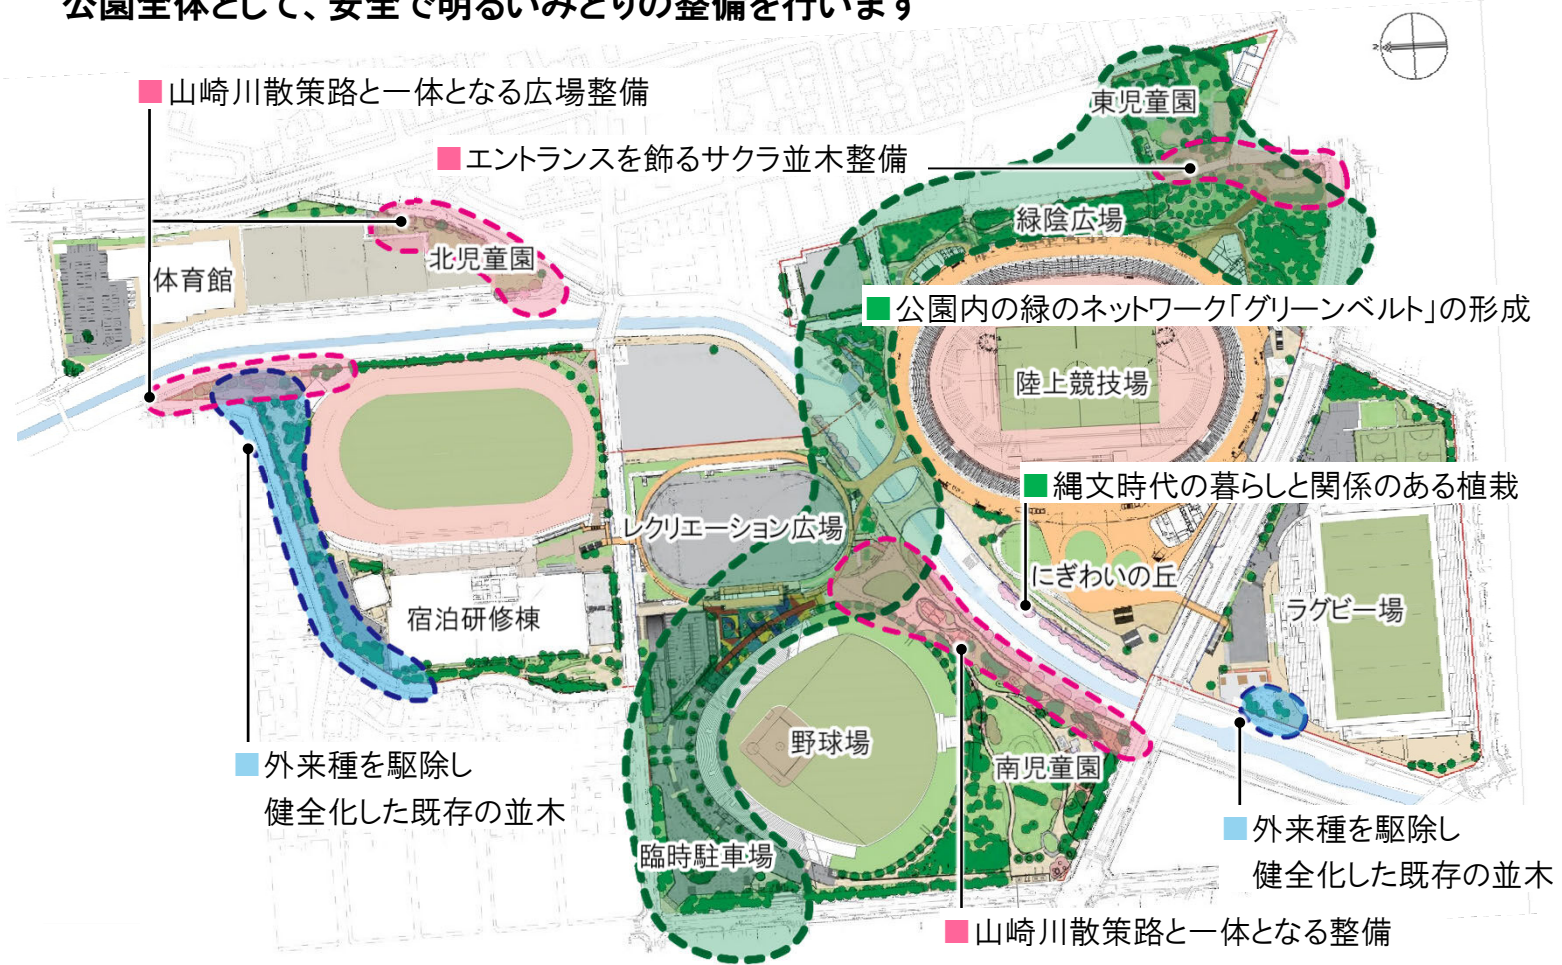 公園全体として、安全で明るいみどりの整備を行います
N
■山崎川散策路と一体となる広場整備
東児童園
■エントランスを飾るサクラ並木整備
緑陰広場
北児童園
体育館
■公園内の緑のネットワーク「グリーンベルト」の形成
陸上競技場
■縄文時代の暮らしと関係のある植栽
レクリエーション広場
にぎわいの丘
ラグビー場
宿泊研修棟
野球場
南児童園
■外来種を駆除し
健全化した既存の並木
臨時駐車場
■外来種を駆除し
健全化した既存の並木
■山崎川散策路と一体となる整備